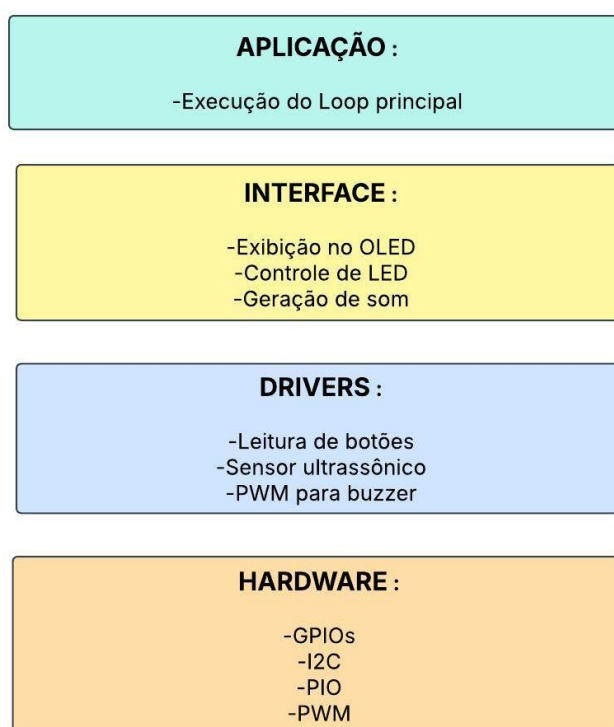 APLICAÇÃO :
-Execução do Loop principal
INTERFACE :
-Exibição no OLED
-Controle de LED
-Geração de som
DRIVERS :
-Leitura de botões
-Sensor ultrassônico
-PWM para buzzer
HARDWARE :
-GPIOs
-I2C
-PIO
-PWM